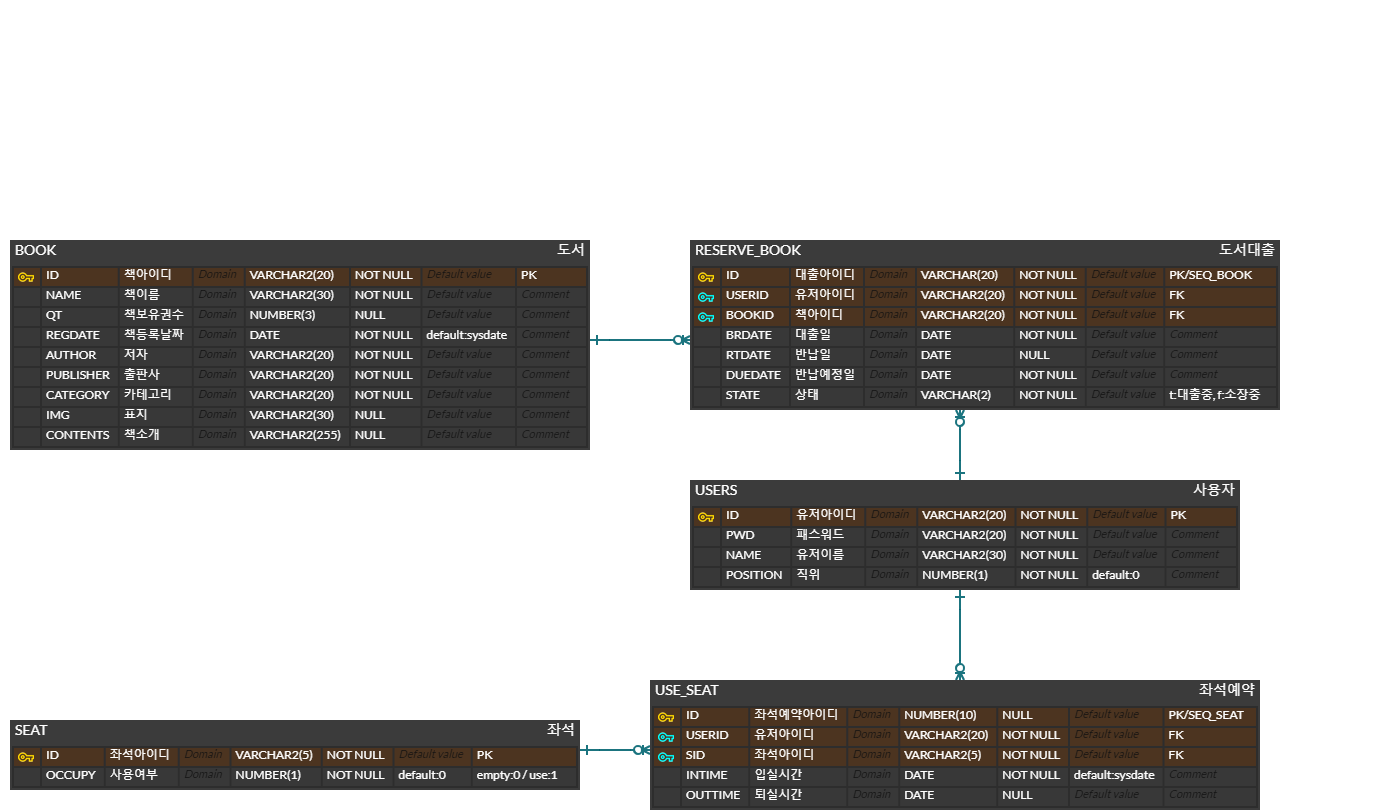 BOOK 도서
ID 책아이디 Domain VARCHAR2(20) NOT NULL Default value PK
NAME 책이름 Domain VARCHAR2(30) NOT NULL Default value Comment
QT 책보유권수 Domain NUMBER(3) NULL Default value Comment
REGDATE 책등록날짜 Domain DATE NOT NULL default:sysdate Comment
AUTHOR 저자 Domain VARCHAR2(20) NOT NULL Default value Comment
PUBLISHER 출판사 Domain VARCHAR2(20) NOT NULL Default value Comment
CATEGORY 카테고리 Domain VARCHAR2(20) NOT NULL Default value Comment
IMG 표지 Domain VARCHAR2(30) NULL Default value Comment
CONTENTS 책소개 Domain VARCHAR2(255) NULL Default value Comment
RESERVE_BOOK 도서대출
ID 대출아이디 Domain VARCHAR(20) NOT NULL Default value PK/SEQ_BOOK
USERID 유저아이디 Domain VARCHAR2(20) NOT NULL Default value FK
BOOKID 책아이디 Domain VARCHAR2(20) NOT NULL Default value FK
BRDATE 대출일 Domain DATE NOT NULL Default value Comment
RTDATE 반납일 Domain DATE NULL Default value Comment
DUEDATE 반납예정일 Domain DATE NOT NULL Default value Comment
STATE 상태 Domain VARCHAR(2) NOT NULL Default value t:대출중, f:소장중
USERS 사용자
ID 유저아이디 Domain VARCHAR2(20) NOT NULL Default value PK
PWD 패스워드 Domain VARCHAR2(20) NOT NULL Default value Comment
NAME 유저이름 Domain VARCHAR2(30) NOT NULL Default value Comment
POSITION 직위 Domain NUMBER(1) NOT NULL default:0 Comment
SEAT 좌석
ID 좌석아이디 Domain VARCHAR2(5) NOT NULL Default value PK
OCCUPY 사용여부 Domain NUMBER(1) NOT NULL default:0 empty:0 / use:1
USE_SEAT 좌석예약
ID 좌석예약아이디 Domain NUMBER(10) NULL Default value PK/SEQ_SEAT
USERID 유저아이디 Domain VARCHAR2(20) NOT NULL Default value FK
SID 좌석아이디 Domain VARCHAR2(5) NOT NULL Default value FK
INTIME 입실시간 Domain DATE NOT NULL default:sysdate Comment
OUTTIME 퇴실시간 Domain DATE NULL Default value Comment